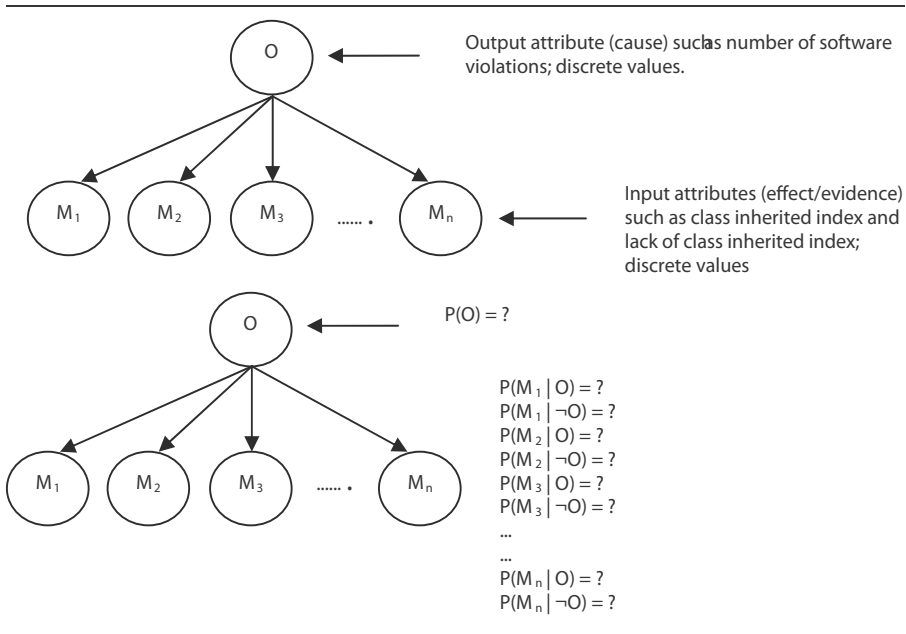 O
Output attribute (cause) such as number of software
violations; discrete values.
M1 M2 M3 ...... . Mn
Input attributes (effect/evidence)
such as class inherited index and
lack of class inherited index;
discrete values
O
P(O) = ?
M1 M2 M3 ...... . Mn
P(M1 | O) = ?
P(M1 | ¬O) = ?
P(M2 | O) = ?
P(M2 | ¬O) = ?
P(M3 | O) = ?
P(M3 | ¬O) = ?
...
...
P(Mn | O) = ?
P(Mn | ¬O) = ?